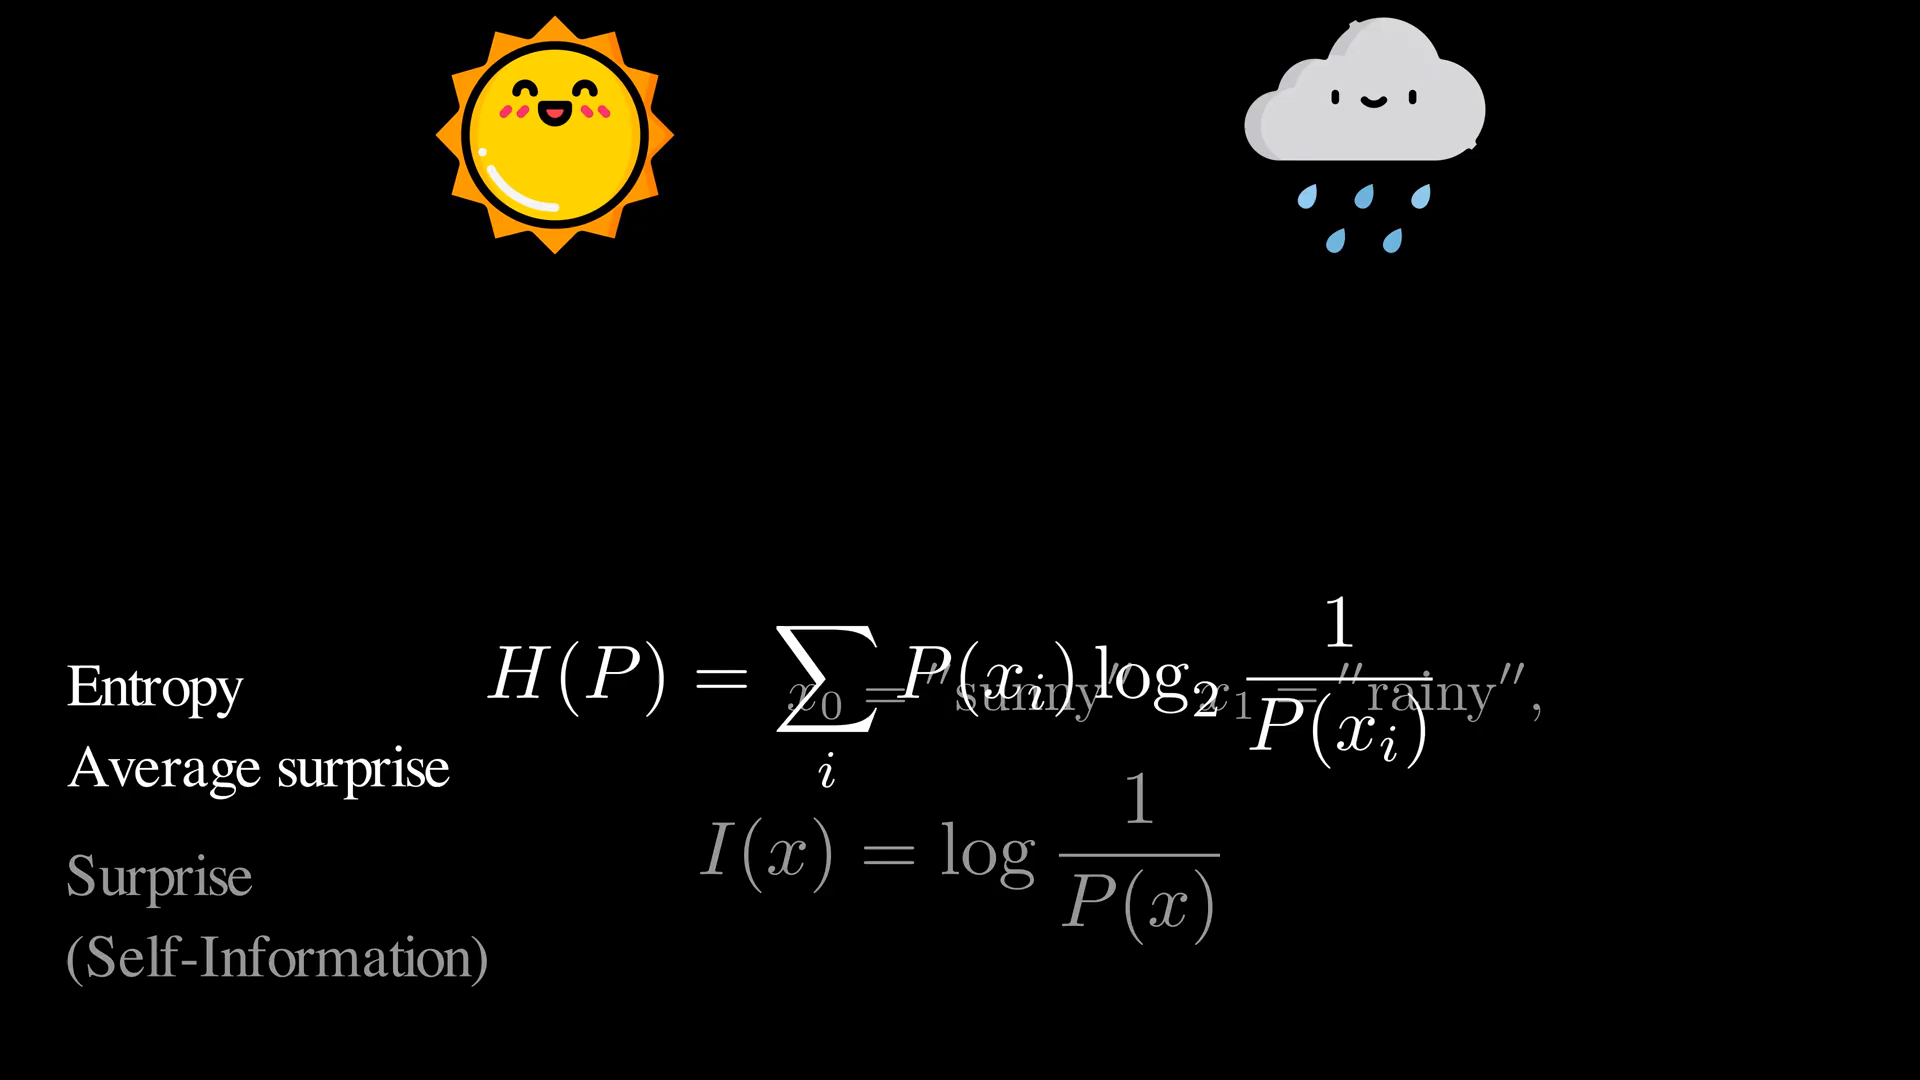 Entropy
Average surprise
H(P) = ∑_i P(x_i) log_2 1/P(x_i)
x_0 = "sunny" x_1 = "rainy",
Surprise
(Self-Information)
I(x) = log 1/P(x)